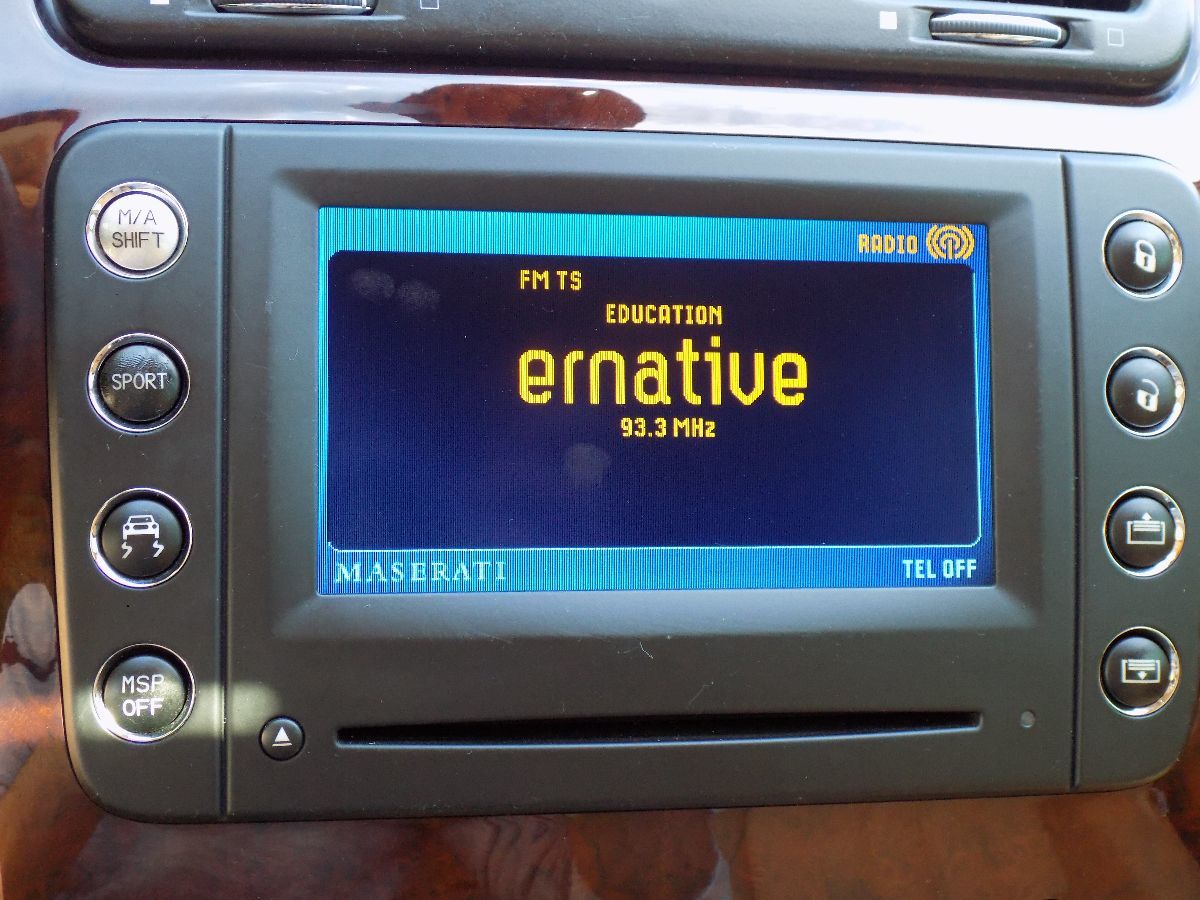 M/A
SHIFT
SPORT
MSP
OFF
RADIO
FM TS
EDUCATION
ernative
93.3 MHz
MASERATI
TEL OFF